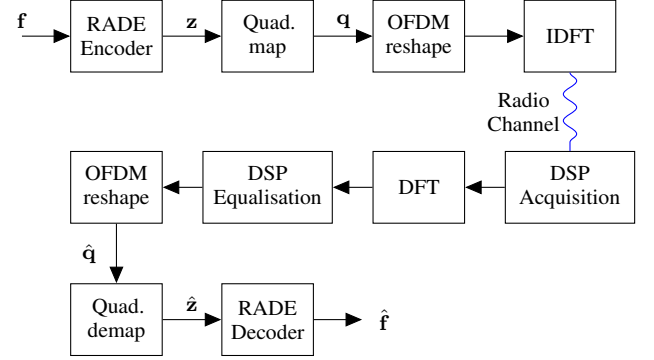 f
RADE
Encoder
z
Quad.
map
q
OFDM
reshape
IDFT
Radio
Channel
OFDM
reshape
DSP
Equalisation
DFT
DSP
Acquisition
q̂
Quad.
demap
ẑ
RADE
Decoder
f̂